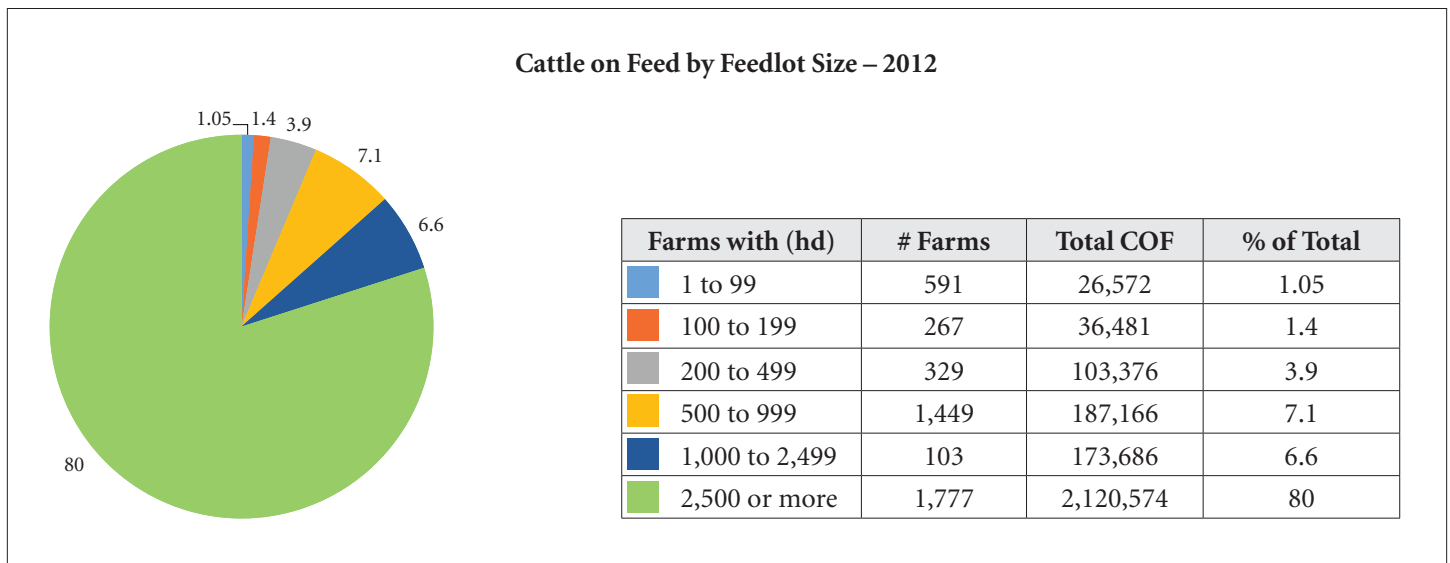 Cattle on Feed by Feedlot Size – 2012
1.05
1.4
3.9
7.1
6.6
80
Farms with (hd) # Farms Total COF % of Total
1 to 99 591 26,572 1.05
100 to 199 267 36,481 1.4
200 to 499 329 103,376 3.9
500 to 999 1,449 187,166 7.1
1,000 to 2,499 103 173,686 6.6
2,500 or more 1,777 2,120,574 80